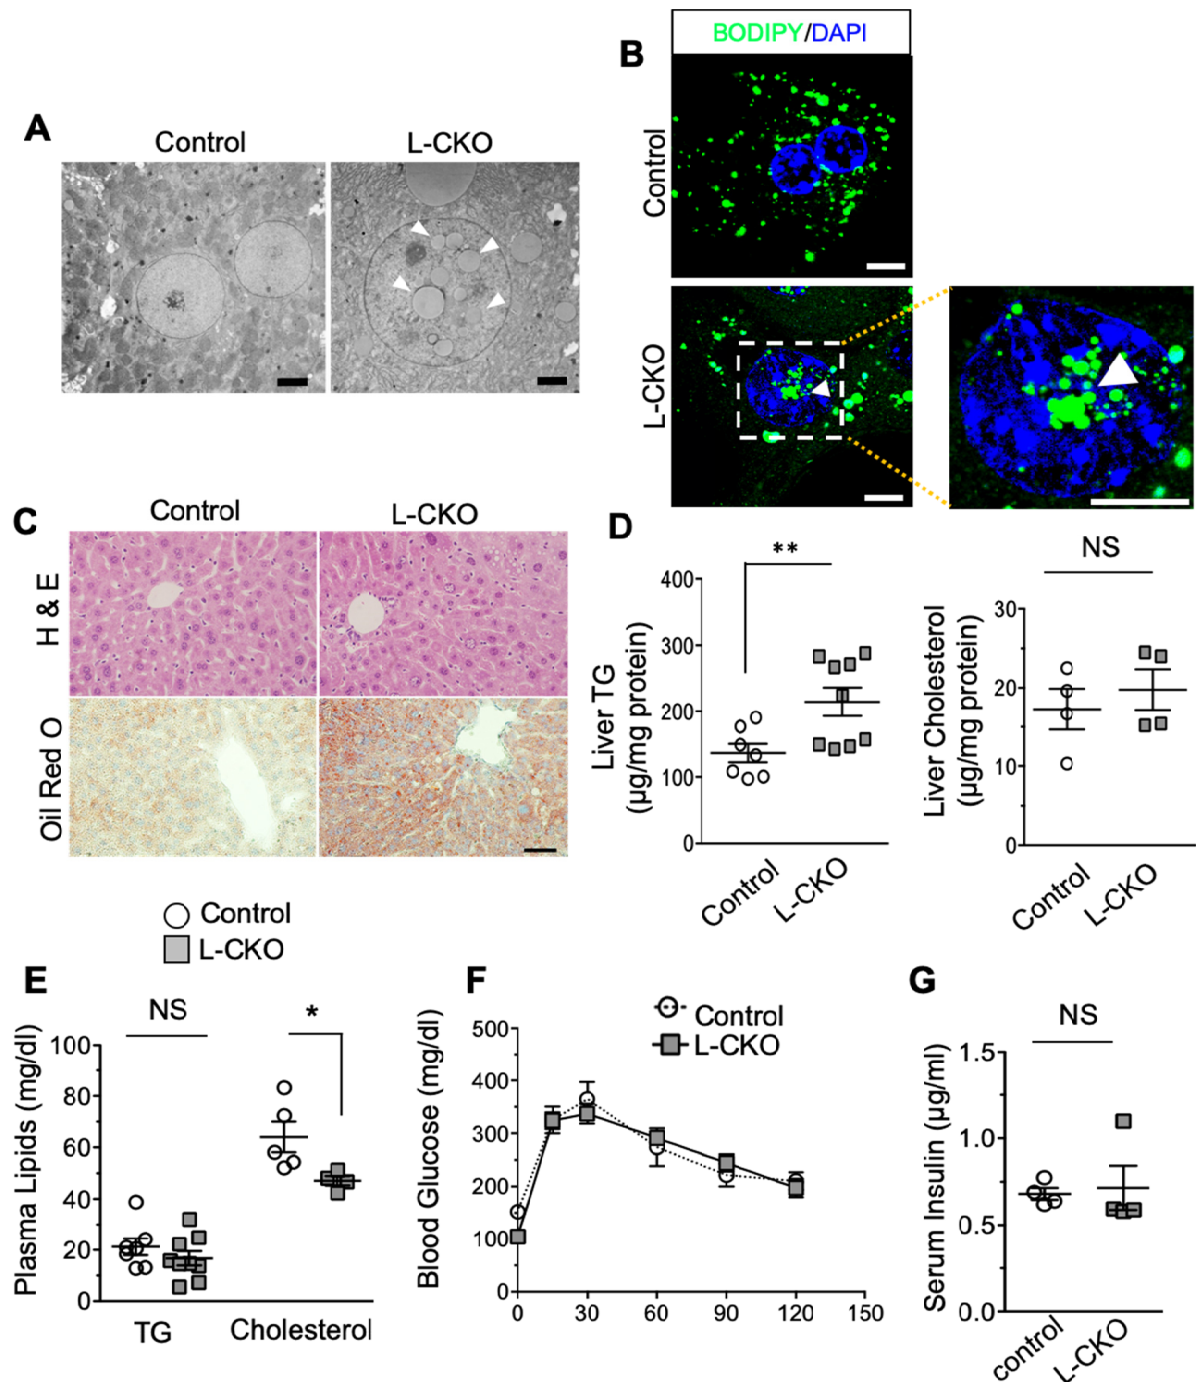 A
Control
L-CKO
B
BODIPY/DAPI
Control
L-CKO
C
Control
L-CKO
H & E
Oil Red O
D
**
400
300
200
100
0
Liver TG
(µg/mg protein)
Control
L-CKO
NS
30
20
10
0
Liver Cholesterol
(µg/mg protein)
Control
L-CKO
Control
L-CKO
E
NS
*
100
80
60
40
20
0
Plasma Lipids (mg/dl)
TG
Cholesterol
F
Control
L-CKO
500
400
300
200
100
0
Blood Glucose (mg/dl)
0
30
60
90
120
150
G
NS
1.5
1.0
0.5
0.0
Serum Insulin (µg/ml)
control
L-CKO